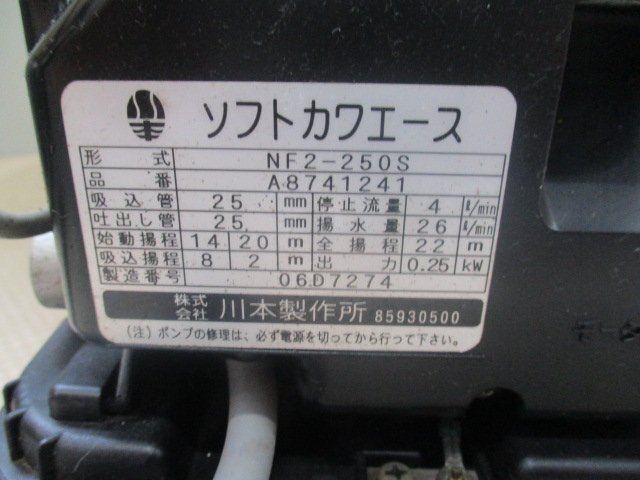 ソフトカワエース
形式 NF2-250S
品番 A8741241
吸込管 25 mm 停止流量 4 ℓ/min
吐出し管 25 mm 揚水量 26 ℓ/min
始動揚程 14 20 m 全揚程 22 m
吸込揚程 8 2 m 出力 0.25 kW
製造番号 06D7274
株式会社 川本製作所 85930500
(注) ポンプの修理は、必ず電源を切ってから行って下さい。